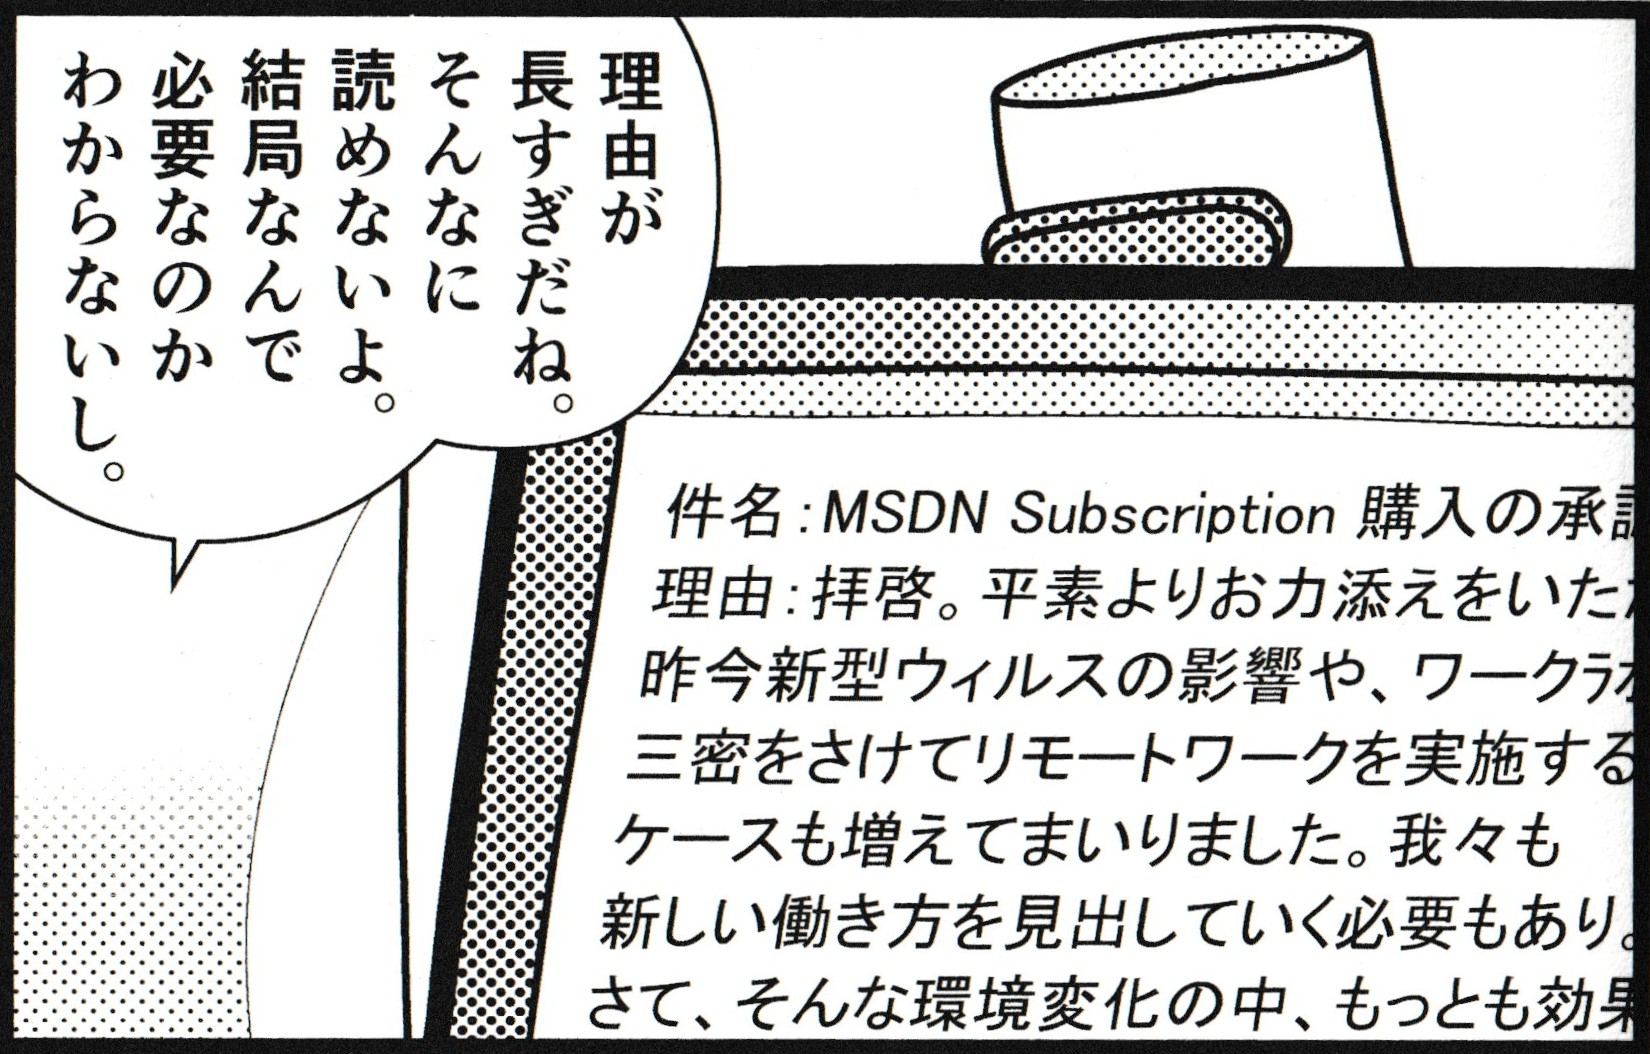 理由が
長すぎだね。
そんなに
読めないよ。
結局なんで
必要なのか
わからないし。
件名：MSDN Subscription 購入の承
理由：拝啓。平素よりお力添えをいた
昨今新型ウィルスの影響や、ワークラ
三密をさけてリモートワークを実施する
ケースも増えてまいりました。我々も
新しい働き方を見出していく必要もあり。
さて、そんな環境変化の中、もっとも効果